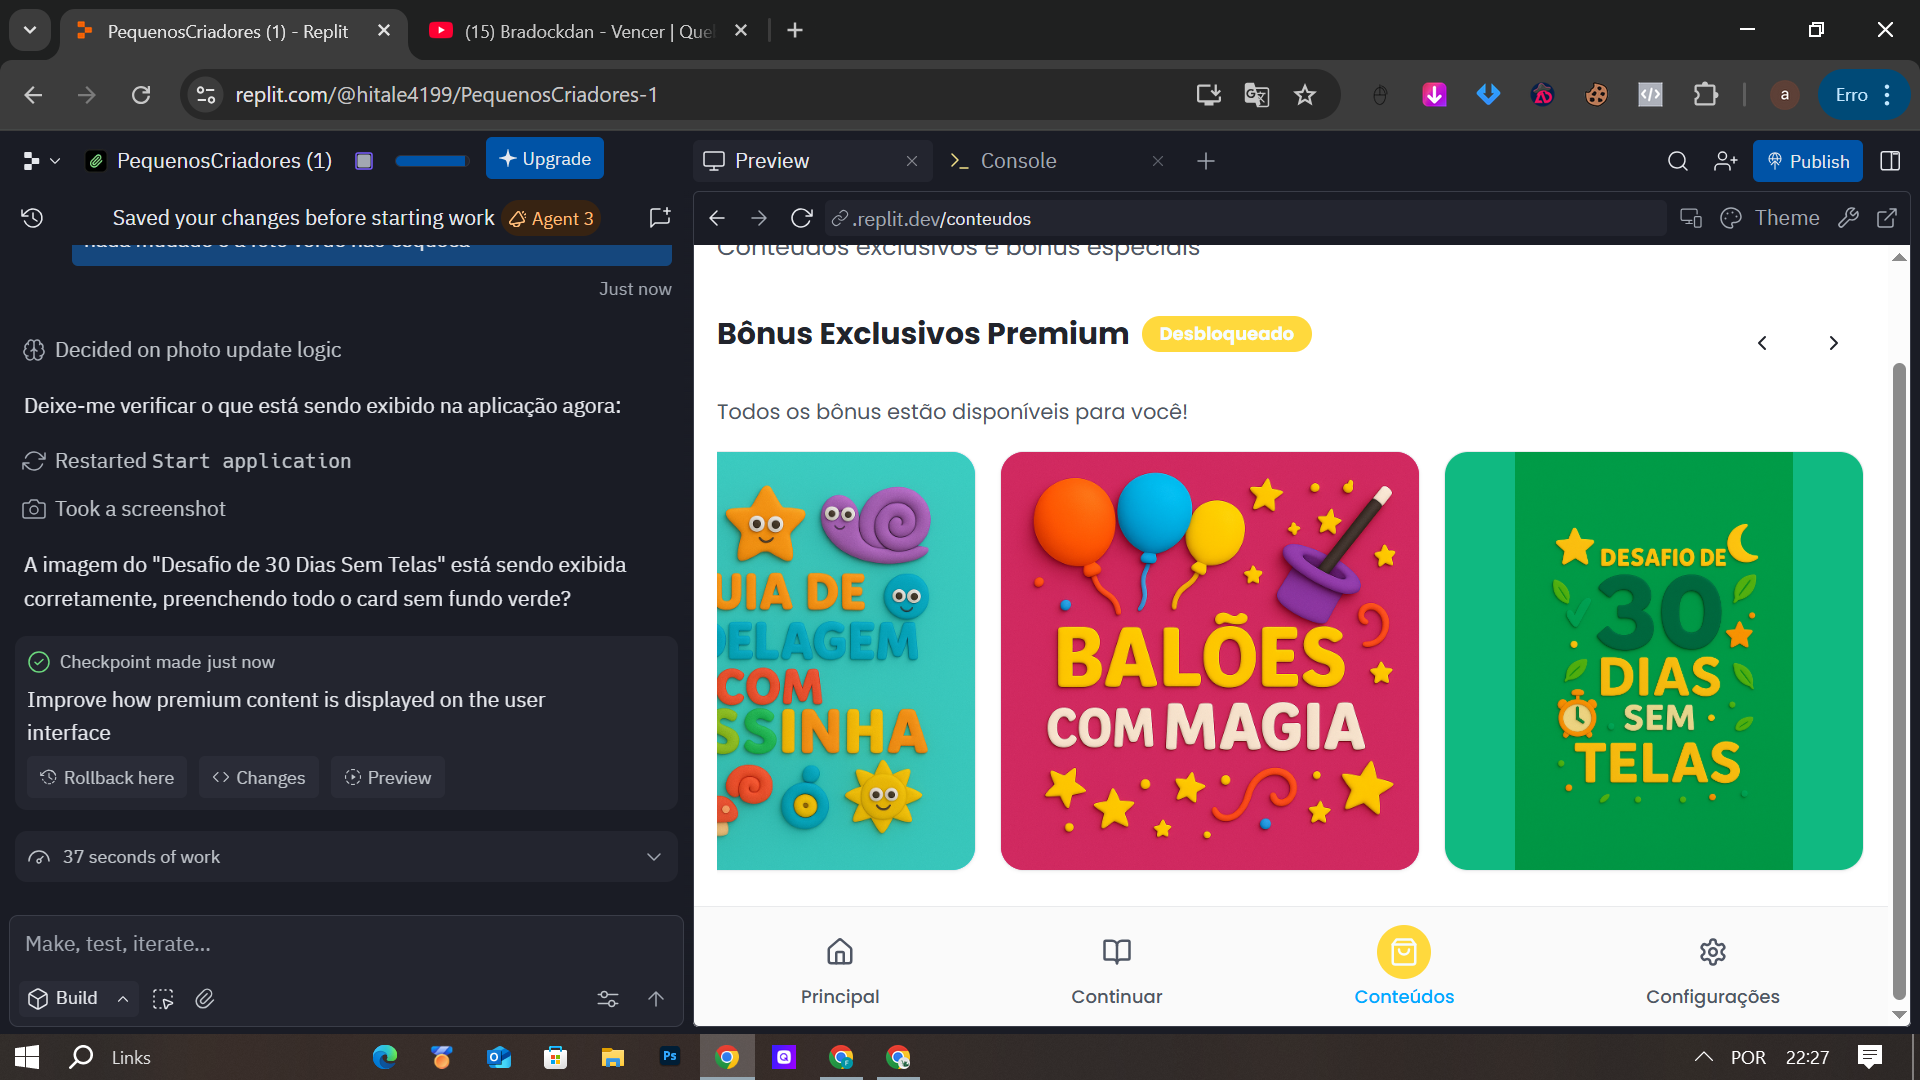 PequenosCriadores (1) - Replit
(15) Bradockdan - Vencer | Quel
replit.com/@hitale4199/PequenosCriadores-1
a
Erro
PequenosCriadores (1)
Upgrade
Preview
Console
Publish
Saved your changes before starting work
Agent 3
.replit.dev/conteudos
Theme
Just now
Decided on photo update logic
Deixe-me verificar o que está sendo exibido na aplicação agora:
Restarted Start application
Took a screenshot
A imagem do "Desafio de 30 Dias Sem Telas" está sendo exibida
corretamente, preenchendo todo o card sem fundo verde?
Checkpoint made just now
Improve how premium content is displayed on the user
interface
Rollback here
Changes
Preview
37 seconds of work
Make, test, iterate...
Build
Conteúdos exclusivos e bônus especiais
Bônus Exclusivos Premium
Desbloqueado
Todos os bônus estão disponíveis para você!
UIA DE
DELAGEM
COM
SSINHA
BALÕES
COM MAGIA
DESAFIO DE
30
DIAS
SEM
TELAS
Principal
Continuar
Conteúdos
Configurações
Links
Ps
POR
22:27